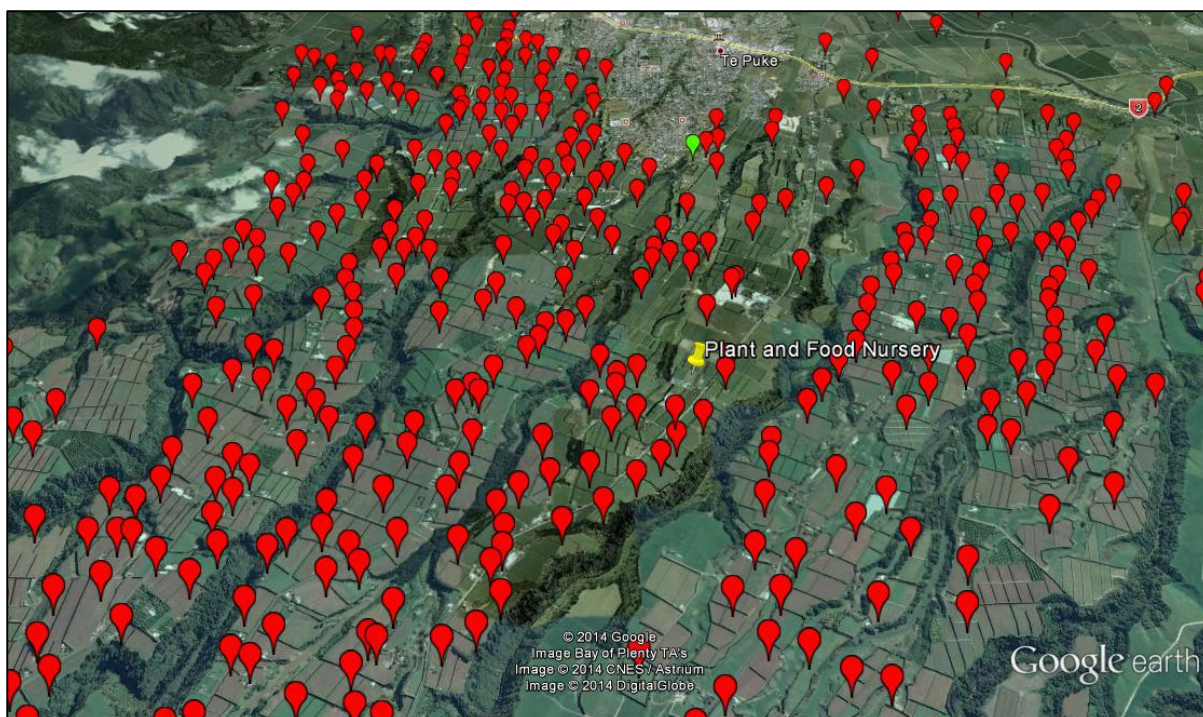 Te Puke
2
Plant and Food Nursery
© 2014 Google
Image Bay of Plenty TA's
Image © 2014 CNES / Astrium
Image © 2014 DigitalGlobe
Google earth